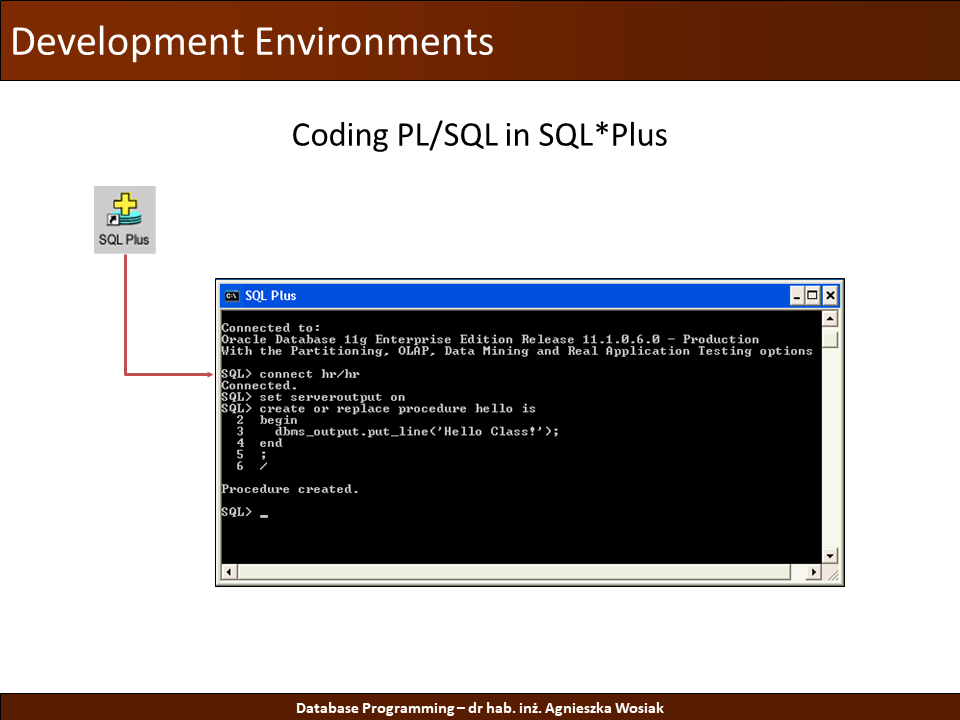 Development Environments
Coding PL/SQL in SQL*Plus
SQL Plus
SQL Plus
Connected to:
Oracle Database 11g Enterprise Edition Release 11.1.0.6.0 - Production
With the Partitioning, OLAP, Data Mining and Real Application Testing options
SQL> connect hr/hr
Connected.
SQL> set serveroutput on
SQL> create or replace procedure hello is
2 begin
3 dbms_output.put_line('Hello Class!');
4 end
5 ;
6 /
Procedure created.
SQL> _
Database Programming – dr hab. inż. Agnieszka Wosiak